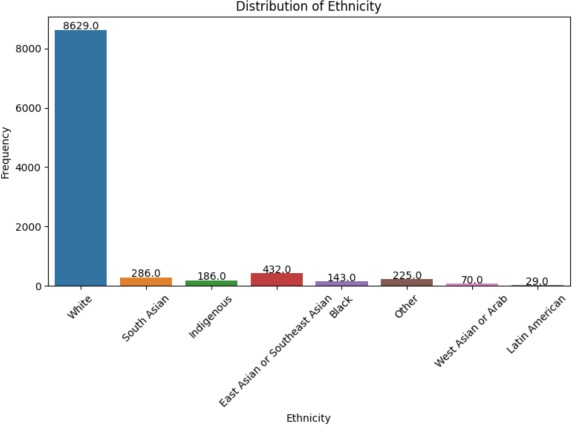 Distribution of Ethnicity
8629.0
8000
6000
4000
2000
0
Frequency
286.0
186.0
432.0
143.0
225.0
70.0
29.0
White
South Asian
Indigenous
East Asian or Southeast Asian
Black
Other
West Asian or Arab
Latin American
Ethnicity